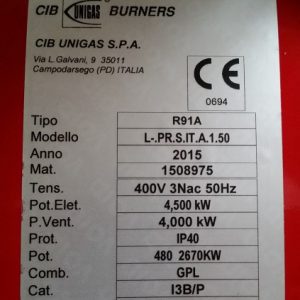 CIB UNIGAS BURNERS
CIB UNIGAS S.P.A.
Via L.Galvani, 9 35011
Campodarsego (PD) ITALIA
CE
0694
Tipo R91A
Modello L-.PR.S.IT.A.1.50
Anno 2015
Mat. 1508975
Tens. 400V 3Nac 50Hz
Pot.Elet. 4,500 kW
P.Vent. 4,000 kW
Prot. IP40
Pot. 480 2670KW
Comb. GPL
Cat. I3B/P